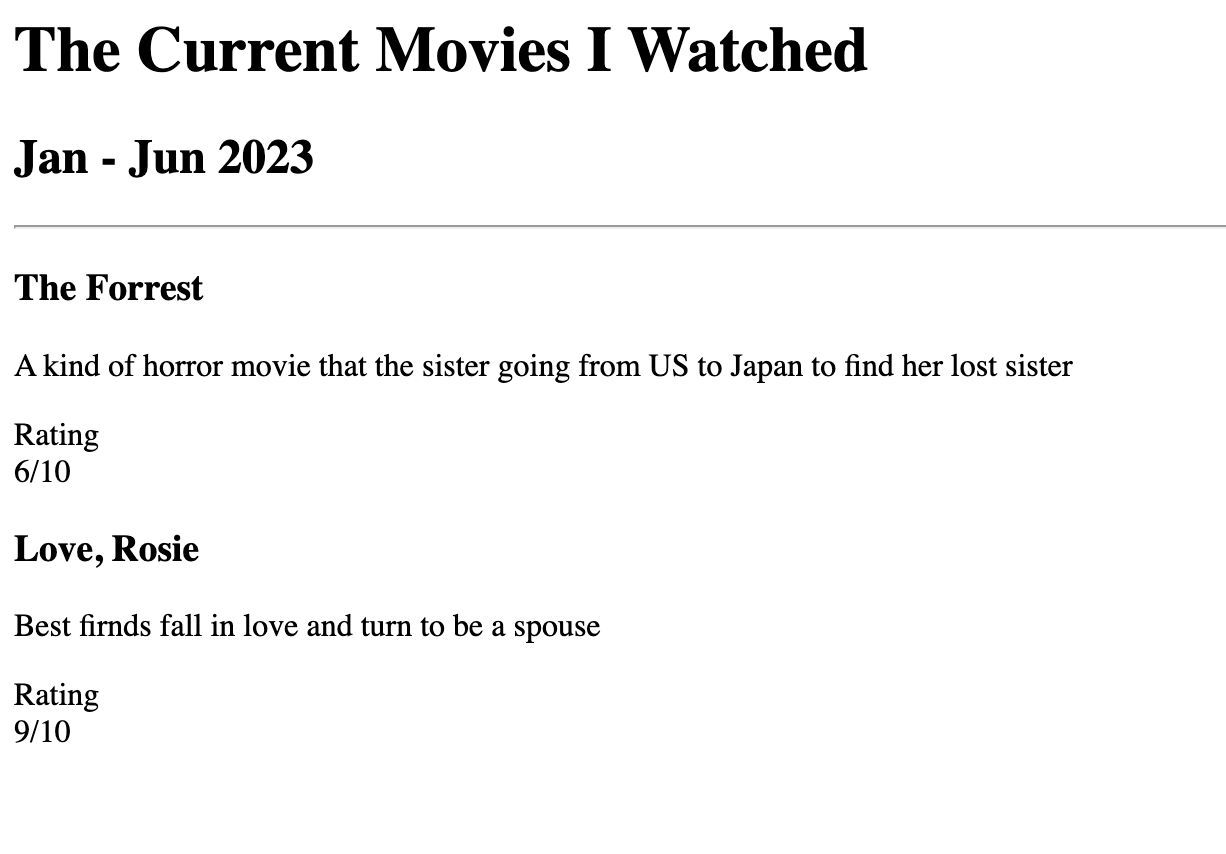 The Current Movies I Watched
Jan - Jun 2023
The Forrest
A kind of horror movie that the sister going from US to Japan to find her lost sister
Rating
6/10
Love, Rosie
Best firnds fall in love and turn to be a spouse
Rating
9/10